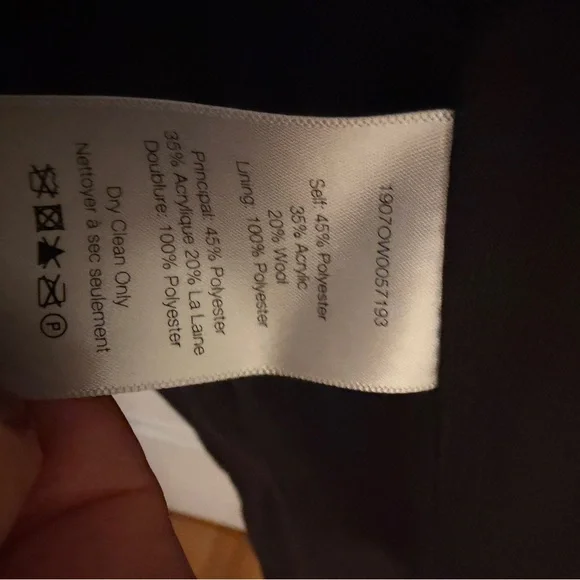 1907OW0057193
Self: 45% Polyester
35% Acrylic
20% Wool
Lining: 100% Polyester
Principal: 45% Polyester
35% Acrylique 20% La Laine
Doublure: 100% Polyester
Dry Clean Only
Nettoyer à sec seulement
P